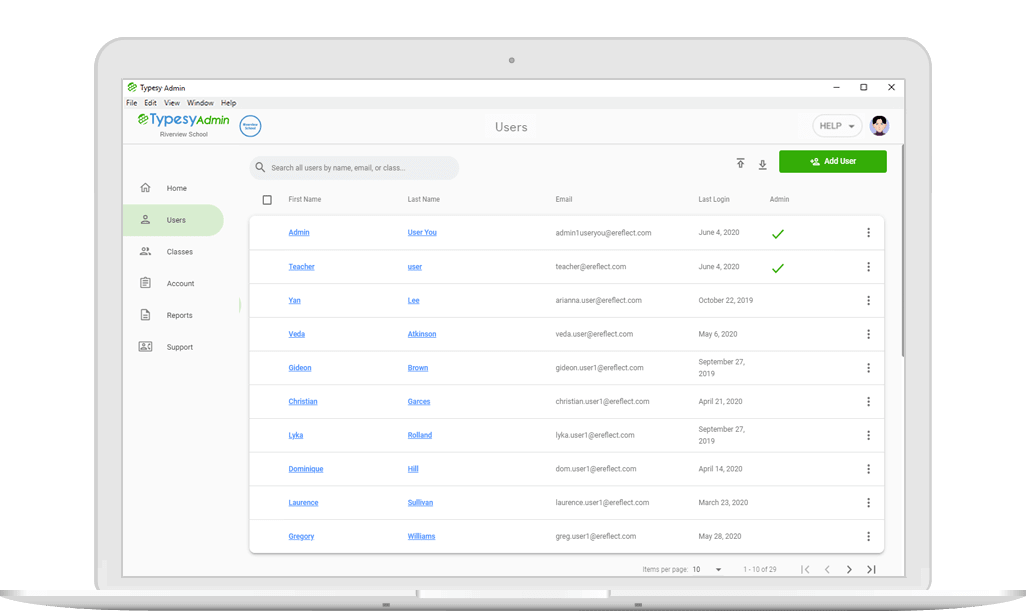 Typesy Admin
File Edit View Window Help
TypesyAdmin
Riverview School
Riverview School
Users
HELP
Search all users by name, email, or class...
Add User
Home
Users
Classes
Account
Reports
Support
First Name Last Name Email Last Login Admin
Admin User You admin1useryou@ereflect.com June 4, 2020
Teacher user teacher@ereflect.com June 4, 2020
Yan Lee arianna.user@ereflect.com October 22, 2019
Veda Atkinson veda.user@ereflect.com May 6, 2020
Gideon Brown gideon.user1@ereflect.com September 27,
2019
Christian Garces christian.user1@ereflect.com April 21, 2020
Lyka Rolland lyka.user1@ereflect.com September 27,
2019
Dominique Hill dom.user1@ereflect.com April 14, 2020
Laurence Sullivan laurence.user1@ereflect.com March 23, 2020
Gregory Williams greg.user1@ereflect.com May 28, 2020
Items per page: 10 1 - 10 of 29